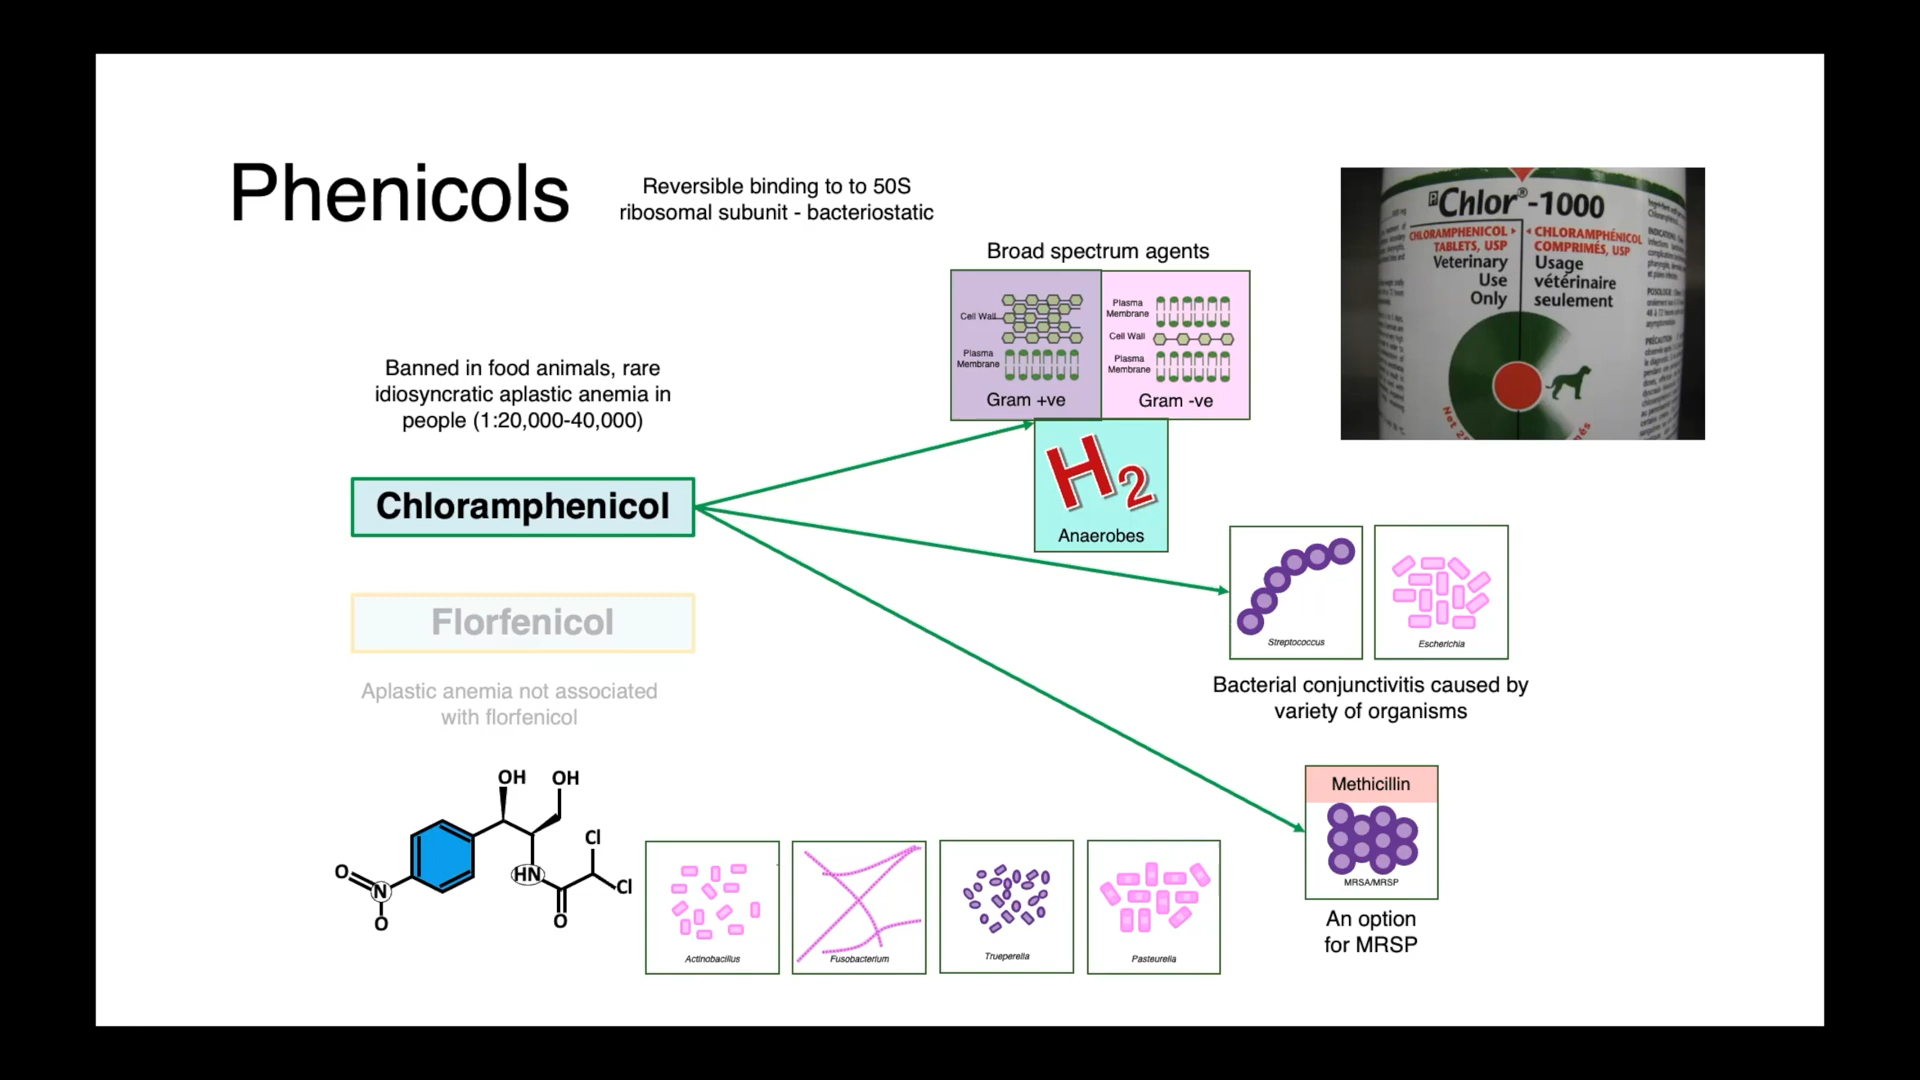 Phenicols
Reversible binding to to 50S
ribosomal subunit - bacteriostatic
Broad spectrum agents
Cell Wall
Plasma
Membrane
Gram +ve
Plasma
Membrane
Cell Wall
Plasma
Membrane
Gram -ve
H2
Anaerobes
Chlor®-1000
CHLORAMPHENICOL
TABLETS, USP
Veterinary
Use
Only
CHLORAMPHÉNICOL
COMPRIMÉS, USP
Usage
vétérinaire
seulement
Banned in food animals, rare
idiosyncratic aplastic anemia in
people (1:20,000-40,000)
Chloramphenicol
Florfenicol
Aplastic anemia not associated
with florfenicol
Streptococcus
Escherichia
Bacterial conjunctivitis caused by
variety of organisms
OH OH
Cl
Cl
HN
O
O
N
O
Actinobacillus
Fusobacterium
Trueperella
Pasteurella
Methicillin
MRSA/MRSP
An option
for MRSP